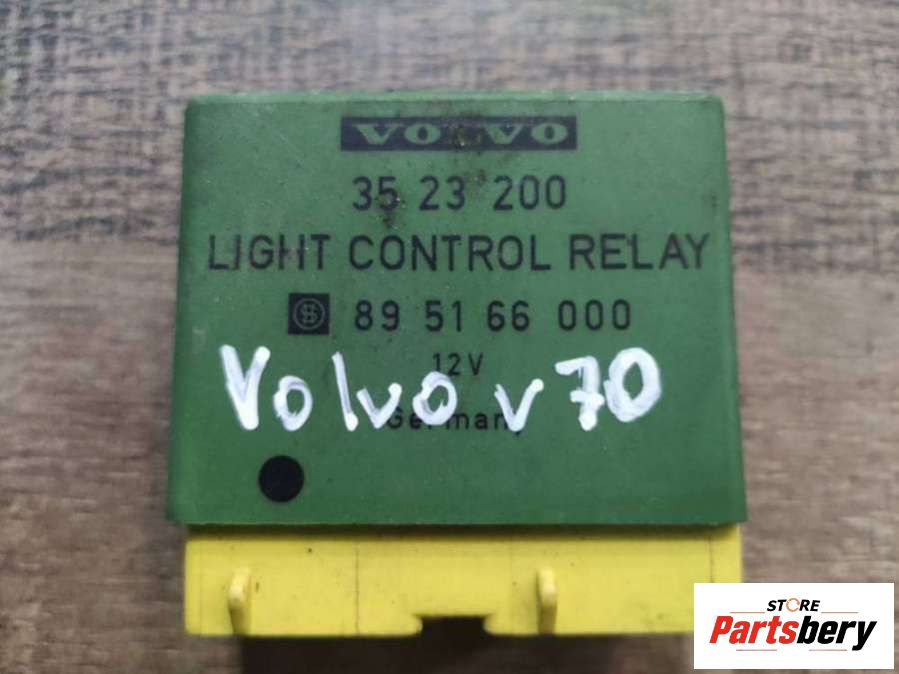 VOLVO
35 23 200
LIGHT CONTROL RELAY
S 89 51 66 000
12V
Volvo v70
Germany
STORE
Partsbery